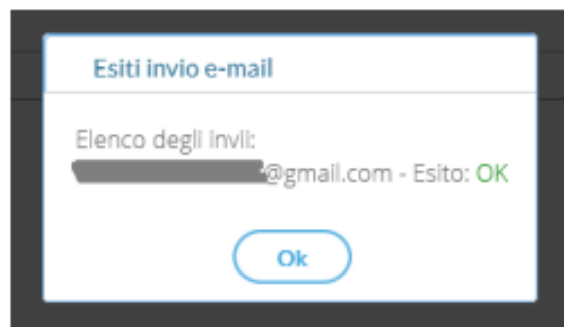 Esiti invio e-mail
Elenco degli invii:
@gmail.com - Esito: OK
Ok